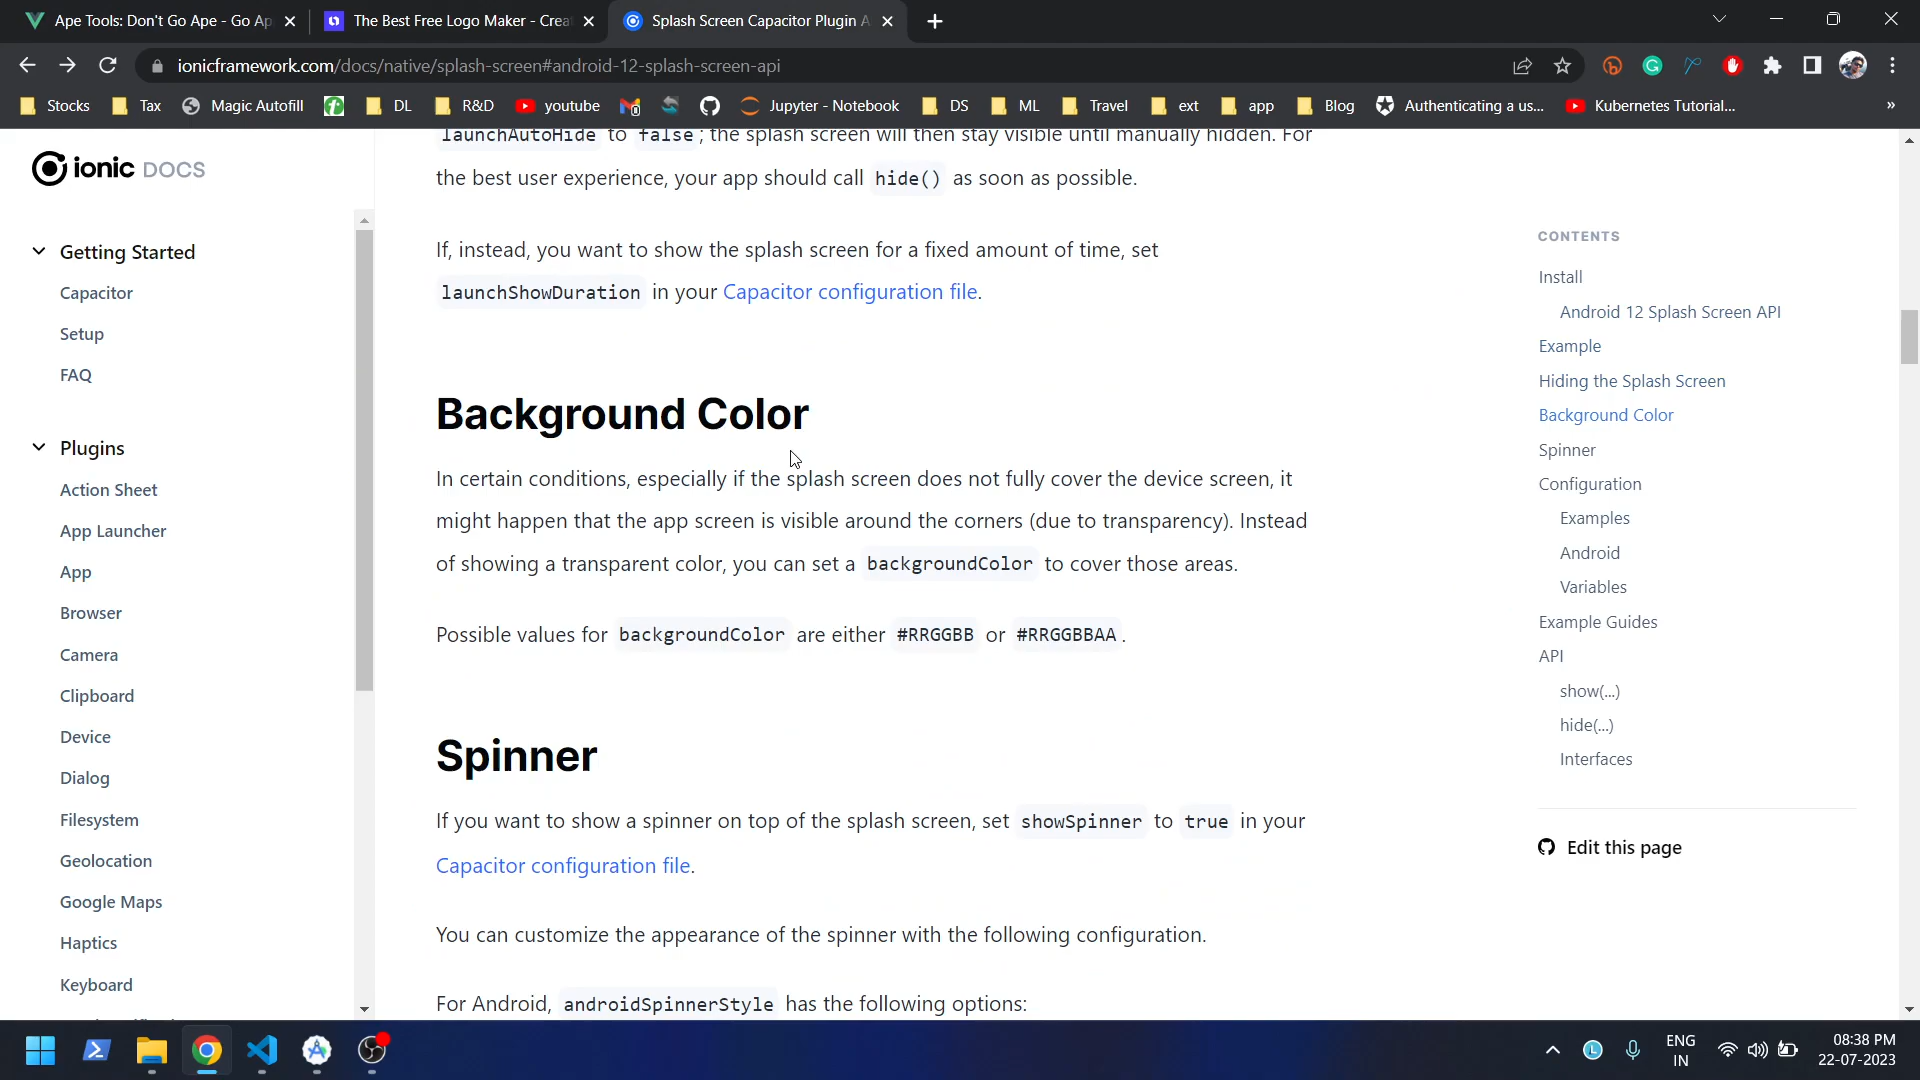 Ape Tools: Don't Go Ape - Go Ap
The Best Free Logo Maker - Crea
Splash Screen Capacitor Plugin A
ionicframework.com/docs/native/splash-screen#android-12-splash-screen-api
Stocks
Tax
Magic Autofill
DL
R&D
youtube
Jupyter - Notebook
DS
ML
Travel
ext
app
Blog
Authenticating a us...
Kubernetes Tutorial...
»
ionic DOCS
Getting Started
Capacitor
Setup
FAQ
Plugins
Action Sheet
App Launcher
App
Browser
Camera
Clipboard
Device
Dialog
Filesystem
Geolocation
Google Maps
Haptics
Keyboard
launchAutoHide to false; the splash screen will then stay visible until manually hidden. For
the best user experience, your app should call hide() as soon as possible.
If, instead, you want to show the splash screen for a fixed amount of time, set
launchShowDuration in your Capacitor configuration file.
Background Color
In certain conditions, especially if the splash screen does not fully cover the device screen, it
might happen that the app screen is visible around the corners (due to transparency). Instead
of showing a transparent color, you can set a backgroundColor to cover those areas.
Possible values for backgroundColor are either #RRGGBB or #RRGGBBAA.
Spinner
If you want to show a spinner on top of the splash screen, set showSpinner to true in your
Capacitor configuration file.
You can customize the appearance of the spinner with the following configuration.
For Android, androidSpinnerStyle has the following options:
CONTENTS
Install
Android 12 Splash Screen API
Example
Hiding the Splash Screen
Background Color
Spinner
Configuration
Examples
Android
Variables
Example Guides
API
show(...)
hide(...)
Interfaces
Edit this page
ENG
IN
08:38 PM
22-07-2023